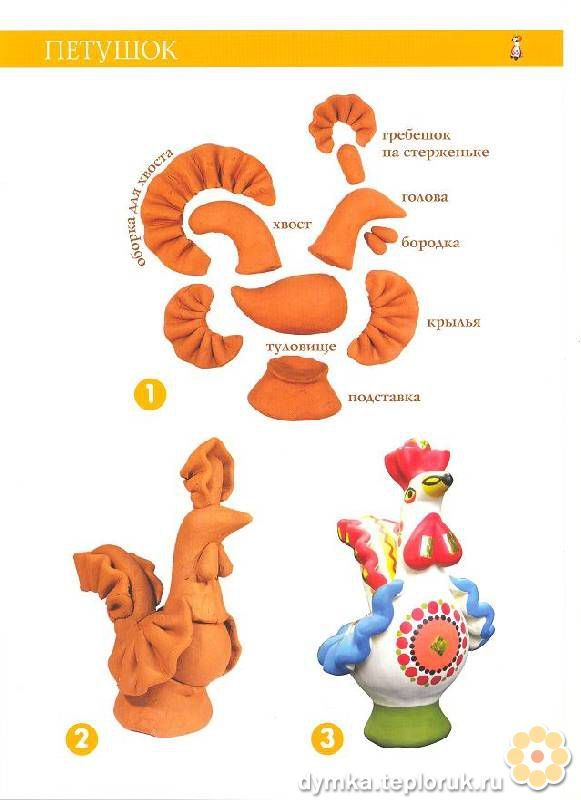 ПЕТУШОК
гребешок
на стерженьке
оборка для хвоста
голова
хвост
бородка
крылья
туловище
1
подставка
2
3
dymka.teploruk.ru